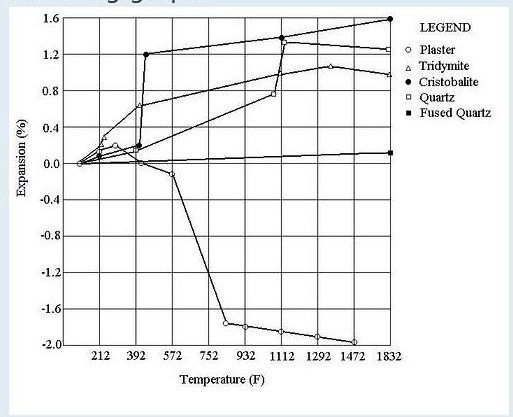 1.6
1.2
0.8
0.4
0.0
-0.4
-0.8
-1.2
-1.6
-2.0
Expansion (%)
212 392 572 752 932 1112 1292 1472 1832
Temperature (F)
LEGEND
Plaster
Tridymite
Cristobalite
Quartz
Fused Quartz